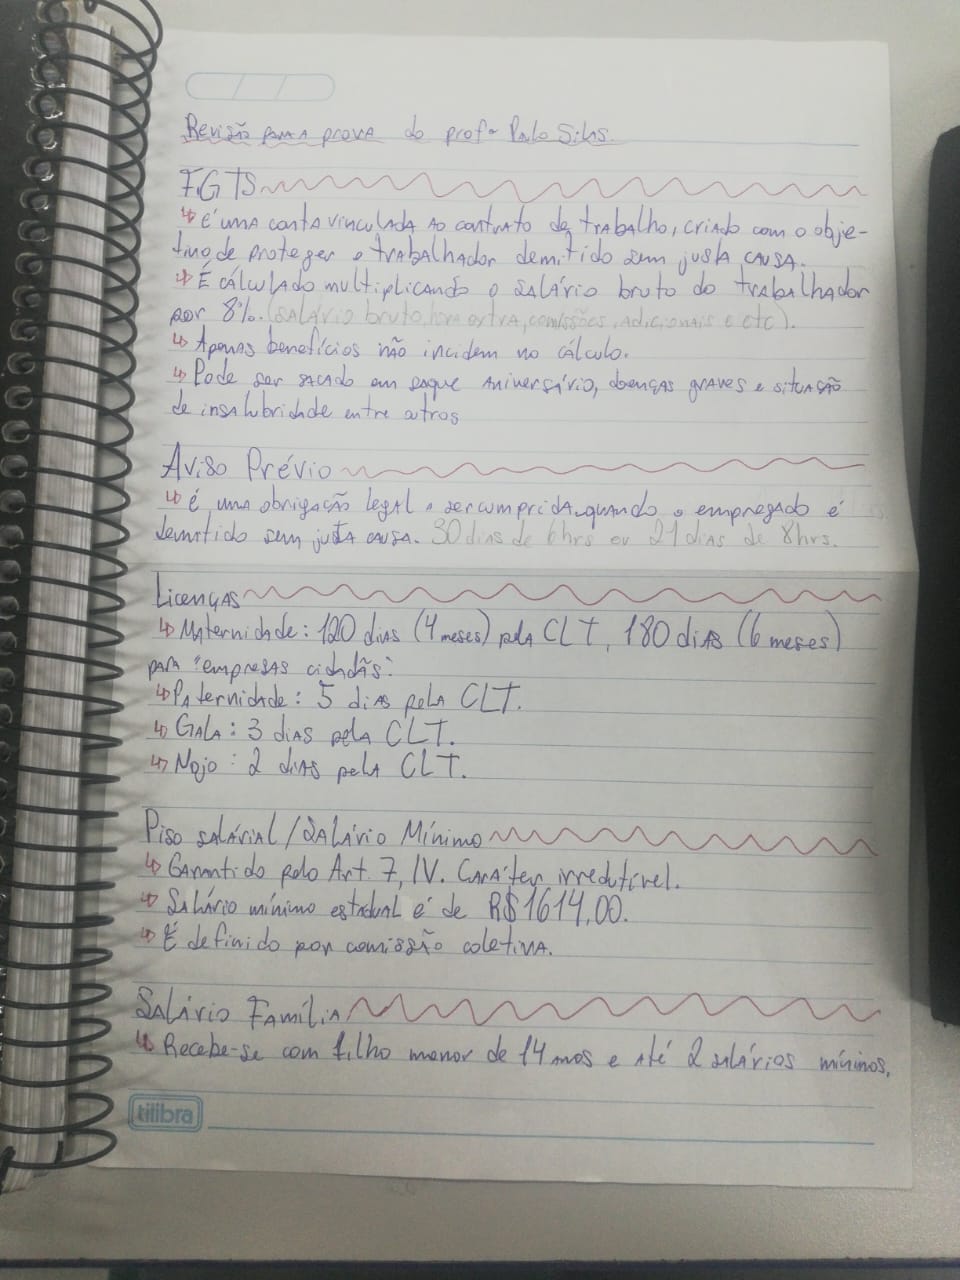 Revisão para a prova do prof- Paulo Silas.
FGTS
↳ é uma conta vinculada ao contrato de trabalho, criado com o obje-
tivo de proteger o trabalhador demitido sem justa causa.
↳ É cálculado multiplicando o salário bruto do trabalhador
por 8%. (salário bruto, hora extra, comissões, adicionais e etc).
↳ Apenas benefícios não incidem no cálculo.
↳ Pode ser sacado em saque aniversário, doenças graves e situação
de insalubridade entre outros
Aviso Prévio
↳ é uma obrigação legal a ser cumprida quando o empregado é
demitido sem justa causa. 30 dias de 6hrs ou 21 dias de 8hrs.
Licenças
↳ Maternidade: 120 dias (4 meses) pela CLT, 180 dias (6 meses)
para "empresas cidadãs".
↳ Paternidade: 5 dias pela CLT.
↳ Gala: 3 dias pela CLT.
↳ Nojo: 2 dias pela CLT.
Piso salárial / Salário Mínimo
↳ Garantido pelo Art. 7, IV. Caráter irredutível.
↳ Salário mínimo estadual é de R$1614,00.
↳ É definido por comissão coletiva.
Salário Família
↳ Recebe-se com filho menor de 14 anos e até 2 salários mínimos.
tilibra